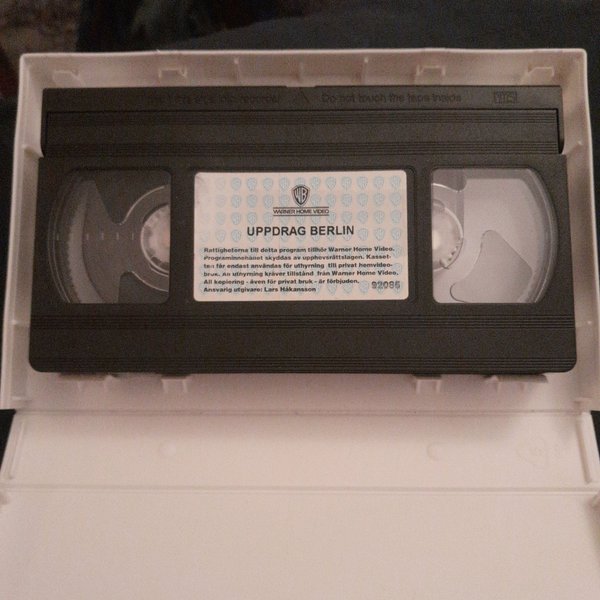 Do not touch the tape inside
VHS
WB
WARNER HOME VIDEO
UPPDRAG BERLIN
Rättigheterna till detta program tillhör Warner Home Video.
Programinnehållet skyddas av upphovsrättslagen. Kasset-
ten får endast användas för uthyrning till privat hemvideo-
bruk. All uthyrning kräver tillstånd från Warner Home Video.
All kopiering - även för privat bruk - är förbjuden.
Ansvarig utgivare: Lars Håkansson
92086